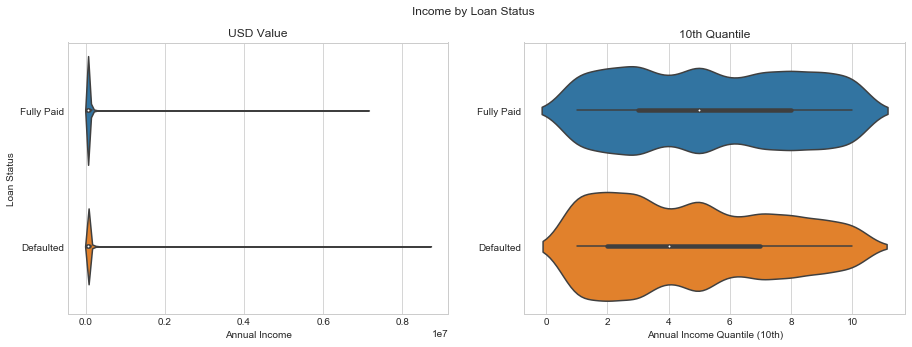 Income by Loan Status
USD Value
Fully Paid
Defaulted
Loan Status
0.0 0.2 0.4 0.6 0.8
1e7
Annual Income
10th Quantile
Fully Paid
Defaulted
0 2 4 6 8 10
Annual Income Quantile (10th)